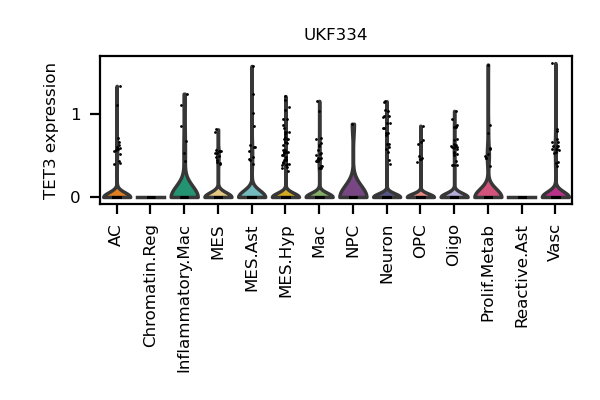 UKF334
TET3 expression
1
0
AC
Chromatin.Reg
Inflammatory.Mac
MES
MES.Ast
MES.Hyp
Mac
NPC
Neuron
OPC
Oligo
Prolif.Metab
Reactive.Ast
Vasc